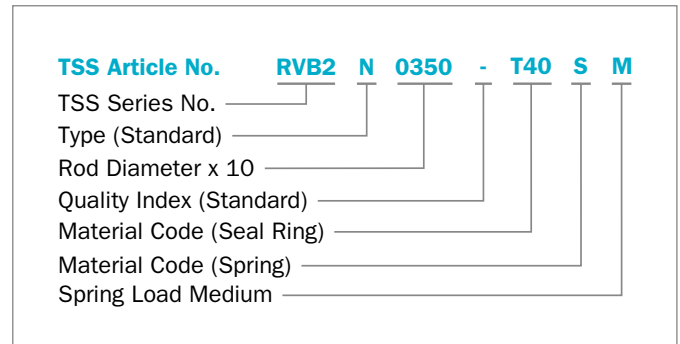 TSS Article No. RVB2 N 0350 - T40 S M
TSS Series No.
Type (Standard)
Rod Diameter x 10
Quality Index (Standard)
Material Code (Seal Ring)
Material Code (Spring)
Spring Load Medium